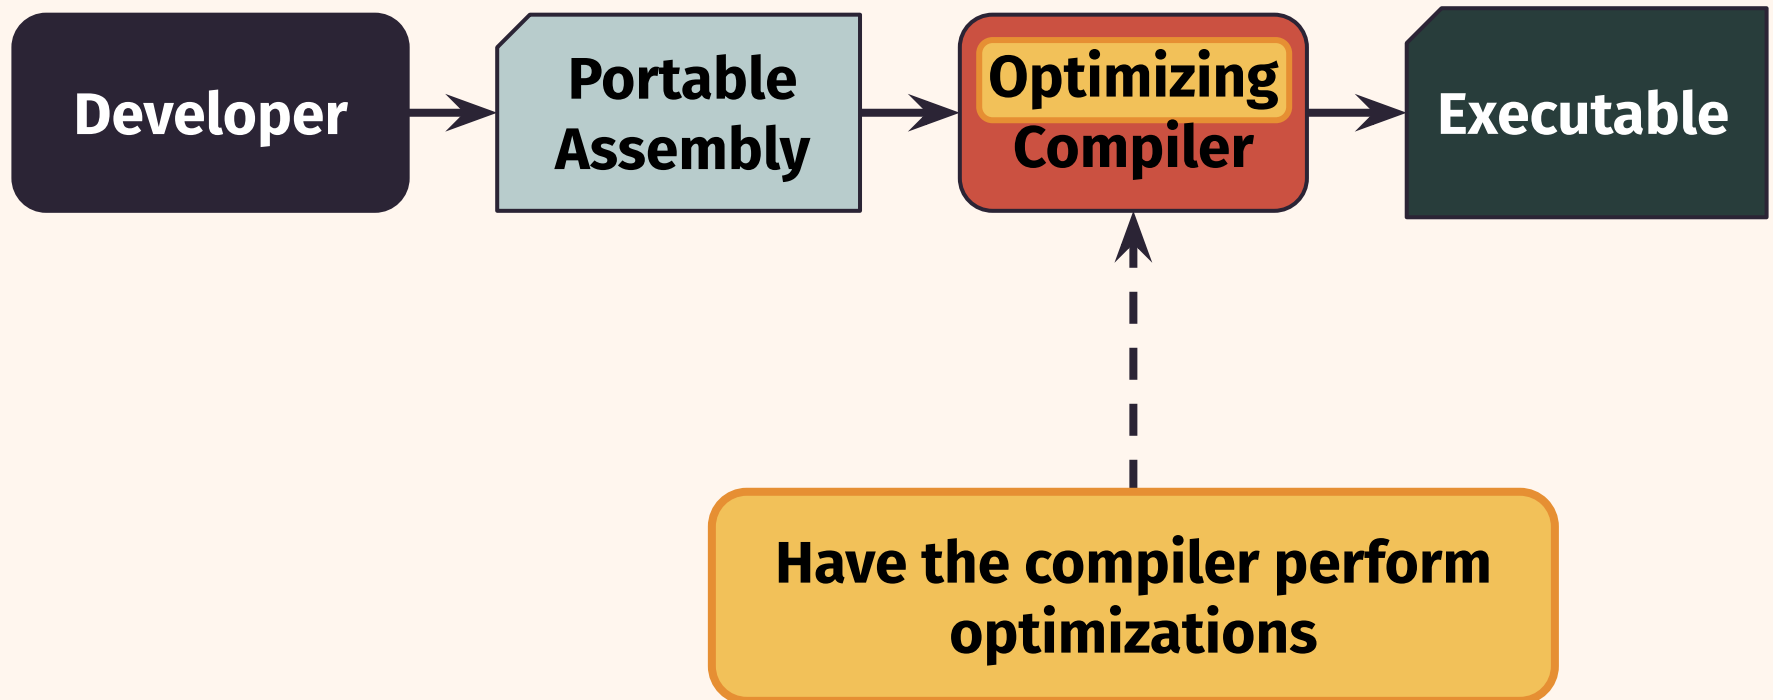 Developer
Portable
Assembly
Optimizing
Compiler
Executable
Have the compiler perform
optimizations